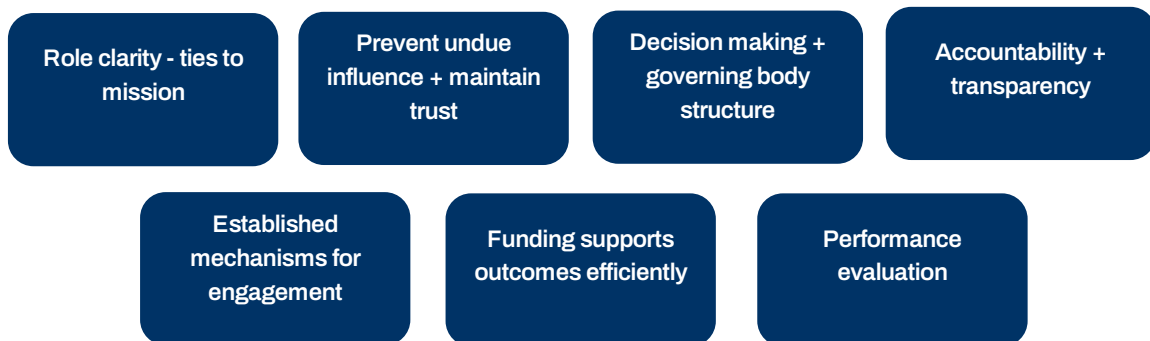 Role clarity - ties to
mission
Prevent undue
influence + maintain
trust
Decision making +
governing body
structure
Accountability +
transparency
Established
mechanisms for
engagement
Funding supports
outcomes efficiently
Performance
evaluation